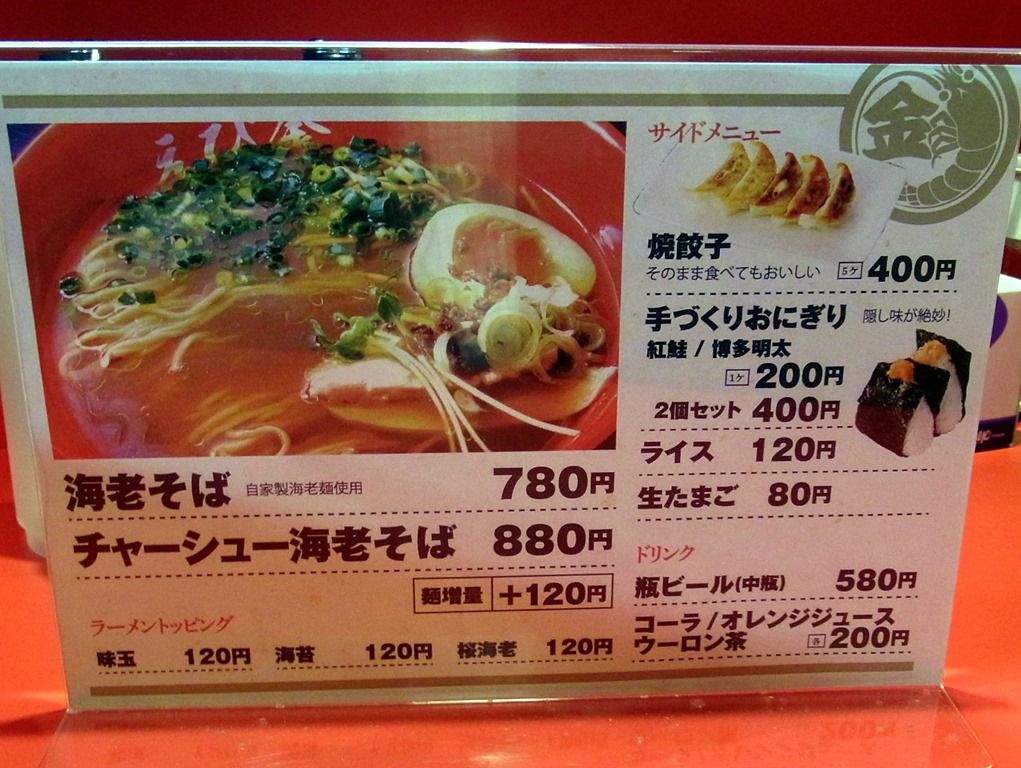 えび金
海老そば 自家製海老麺使用 780円
チャーシュー海老そば 880円
麺増量 +120円
ラーメントッピング
味玉 120円 海苔 120円 桜海老 120円
金
サイドメニュー
焼餃子
そのまま食べてもおいしい 5ケ 400円
手づくりおにぎり 隠し味が絶妙!
紅鮭 / 博多明太
1ケ 200円
2個セット 400円
ライス 120円
生たまご 80円
ドリンク
瓶ビール(中瓶) 580円
コーラ / オレンジジュース
ウーロン茶 各 200円